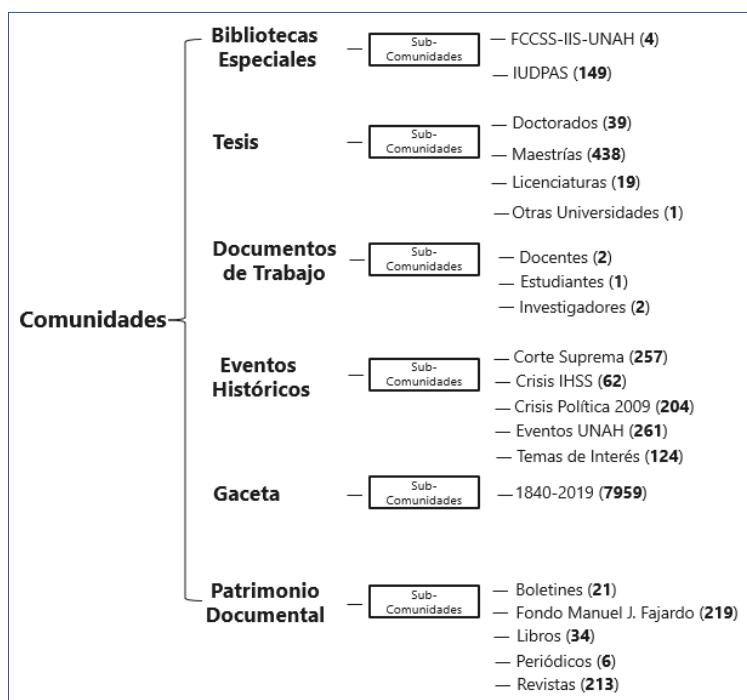 Comunidades
Bibliotecas
Especiales
Sub-
Comunidades
— FCCSS-IIS-UNAH (4)
— IUDPAS (149)
Tesis
Sub-
Comunidades
— Doctorados (39)
— Maestrías (438)
— Licenciaturas (19)
— Otras Universidades (1)
Documentos
de Trabajo
Sub-
Comunidades
— Docentes (2)
— Estudiantes (1)
— Investigadores (2)
Eventos
Históricos
Sub-
Comunidades
— Corte Suprema (257)
— Crisis IHSS (62)
— Crisis Política 2009 (204)
— Eventos UNAH (261)
— Temas de Interés (124)
Gaceta
Sub-
Comunidades
— 1840-2019 (7959)
Patrimonio
Documental
Sub-
Comunidades
— Boletines (21)
— Fondo Manuel J. Fajardo (219)
— Libros (34)
— Periódicos (6)
— Revistas (213)